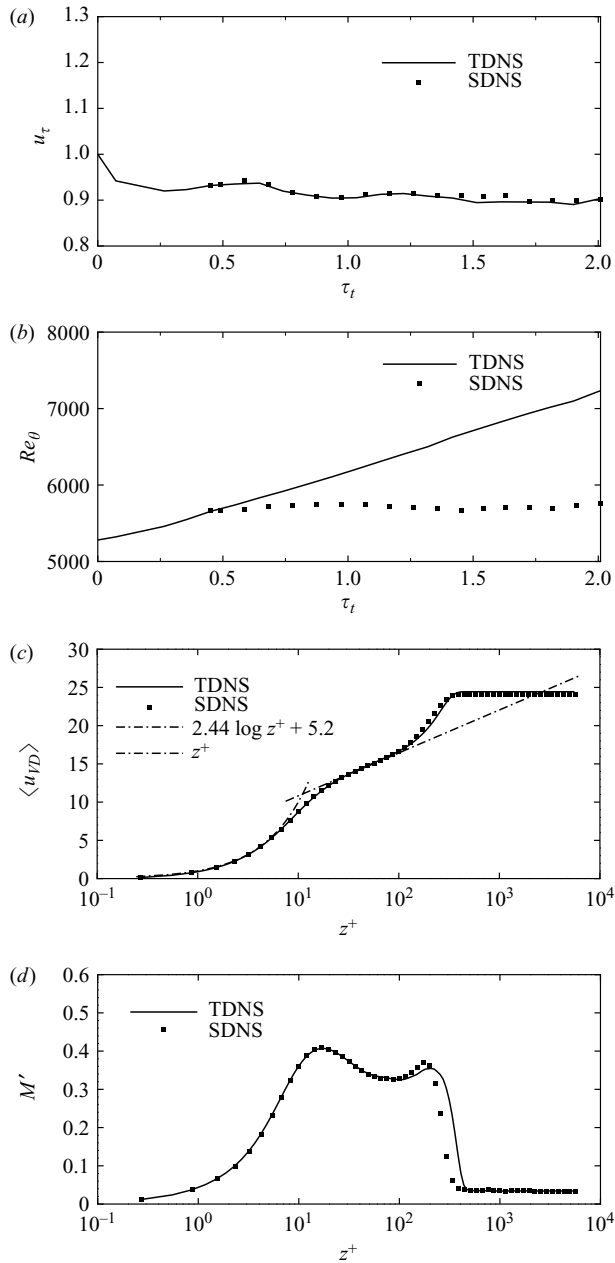 (a)
1.3
1.2
1.1
1.0
0.9
0.8
u_τ
TDNS
SDNS
0 0.5 1.0 1.5 2.0
τ_t
(b)
8000
7000
6000
5000
Re_θ
TDNS
SDNS
0 0.5 1.0 1.5 2.0
τ_t
(c)
30
25
20
15
10
5
0
⟨u_VD⟩
TDNS
SDNS
2.44 log z⁺ + 5.2
z⁺
10⁻¹ 10⁰ 10¹ 10² 10³ 10⁴
z⁺
(d)
0.6
0.5
0.4
0.3
0.2
0.1
0
M′
TDNS
SDNS
10⁻¹ 10⁰ 10¹ 10² 10³ 10⁴
z⁺